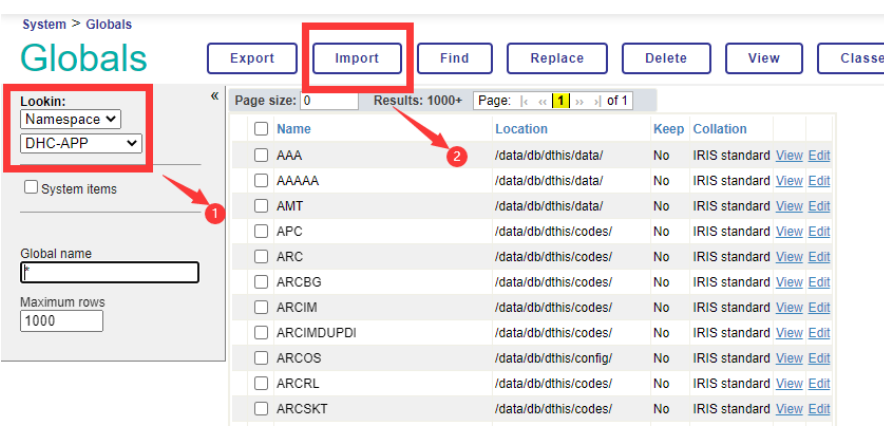 System > Globals
Globals
Export Import Find Replace Delete View Classe
Lookin:
Namespace
DHC-APP
System items
Global name
*
Maximum rows
1000
«
Page size: 0 Results: 1000+ Page: |‹ ‹‹ 1 ›› ›| of 1
Name Location Keep Collation
AAA /data/db/dthis/data/ No IRIS standard View Edit
AAAAA /data/db/dthis/data/ No IRIS standard View Edit
AMT /data/db/dthis/data/ No IRIS standard View Edit
APC /data/db/dthis/codes/ No IRIS standard View Edit
ARC /data/db/dthis/codes/ No IRIS standard View Edit
ARCBG /data/db/dthis/codes/ No IRIS standard View Edit
ARCIM /data/db/dthis/codes/ No IRIS standard View Edit
ARCIMDUPDI /data/db/dthis/codes/ No IRIS standard View Edit
ARCOS /data/db/dthis/config/ No IRIS standard View Edit
ARCRL /data/db/dthis/codes/ No IRIS standard View Edit
ARCSKT /data/db/dthis/codes/ No IRIS standard View Edit
1
2